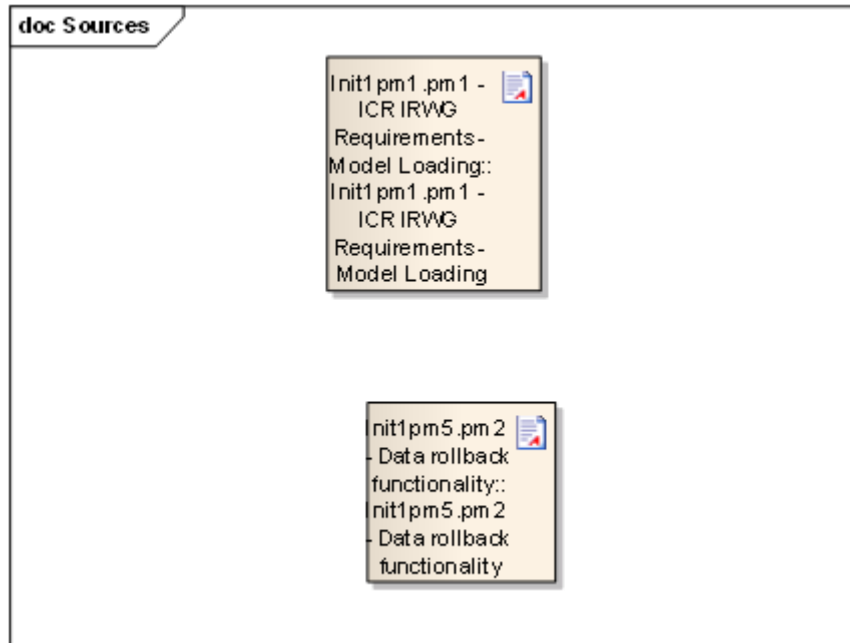 doc Sources
Init1pm1.pm1 -
ICR IRWG
Requirements-
Model Loading::
Init1pm1.pm1 -
ICR IRWG
Requirements-
Model Loading
Init1pm5.pm2
- Data rollback
functionality::
Init1pm5.pm2
- Data rollback
functionality